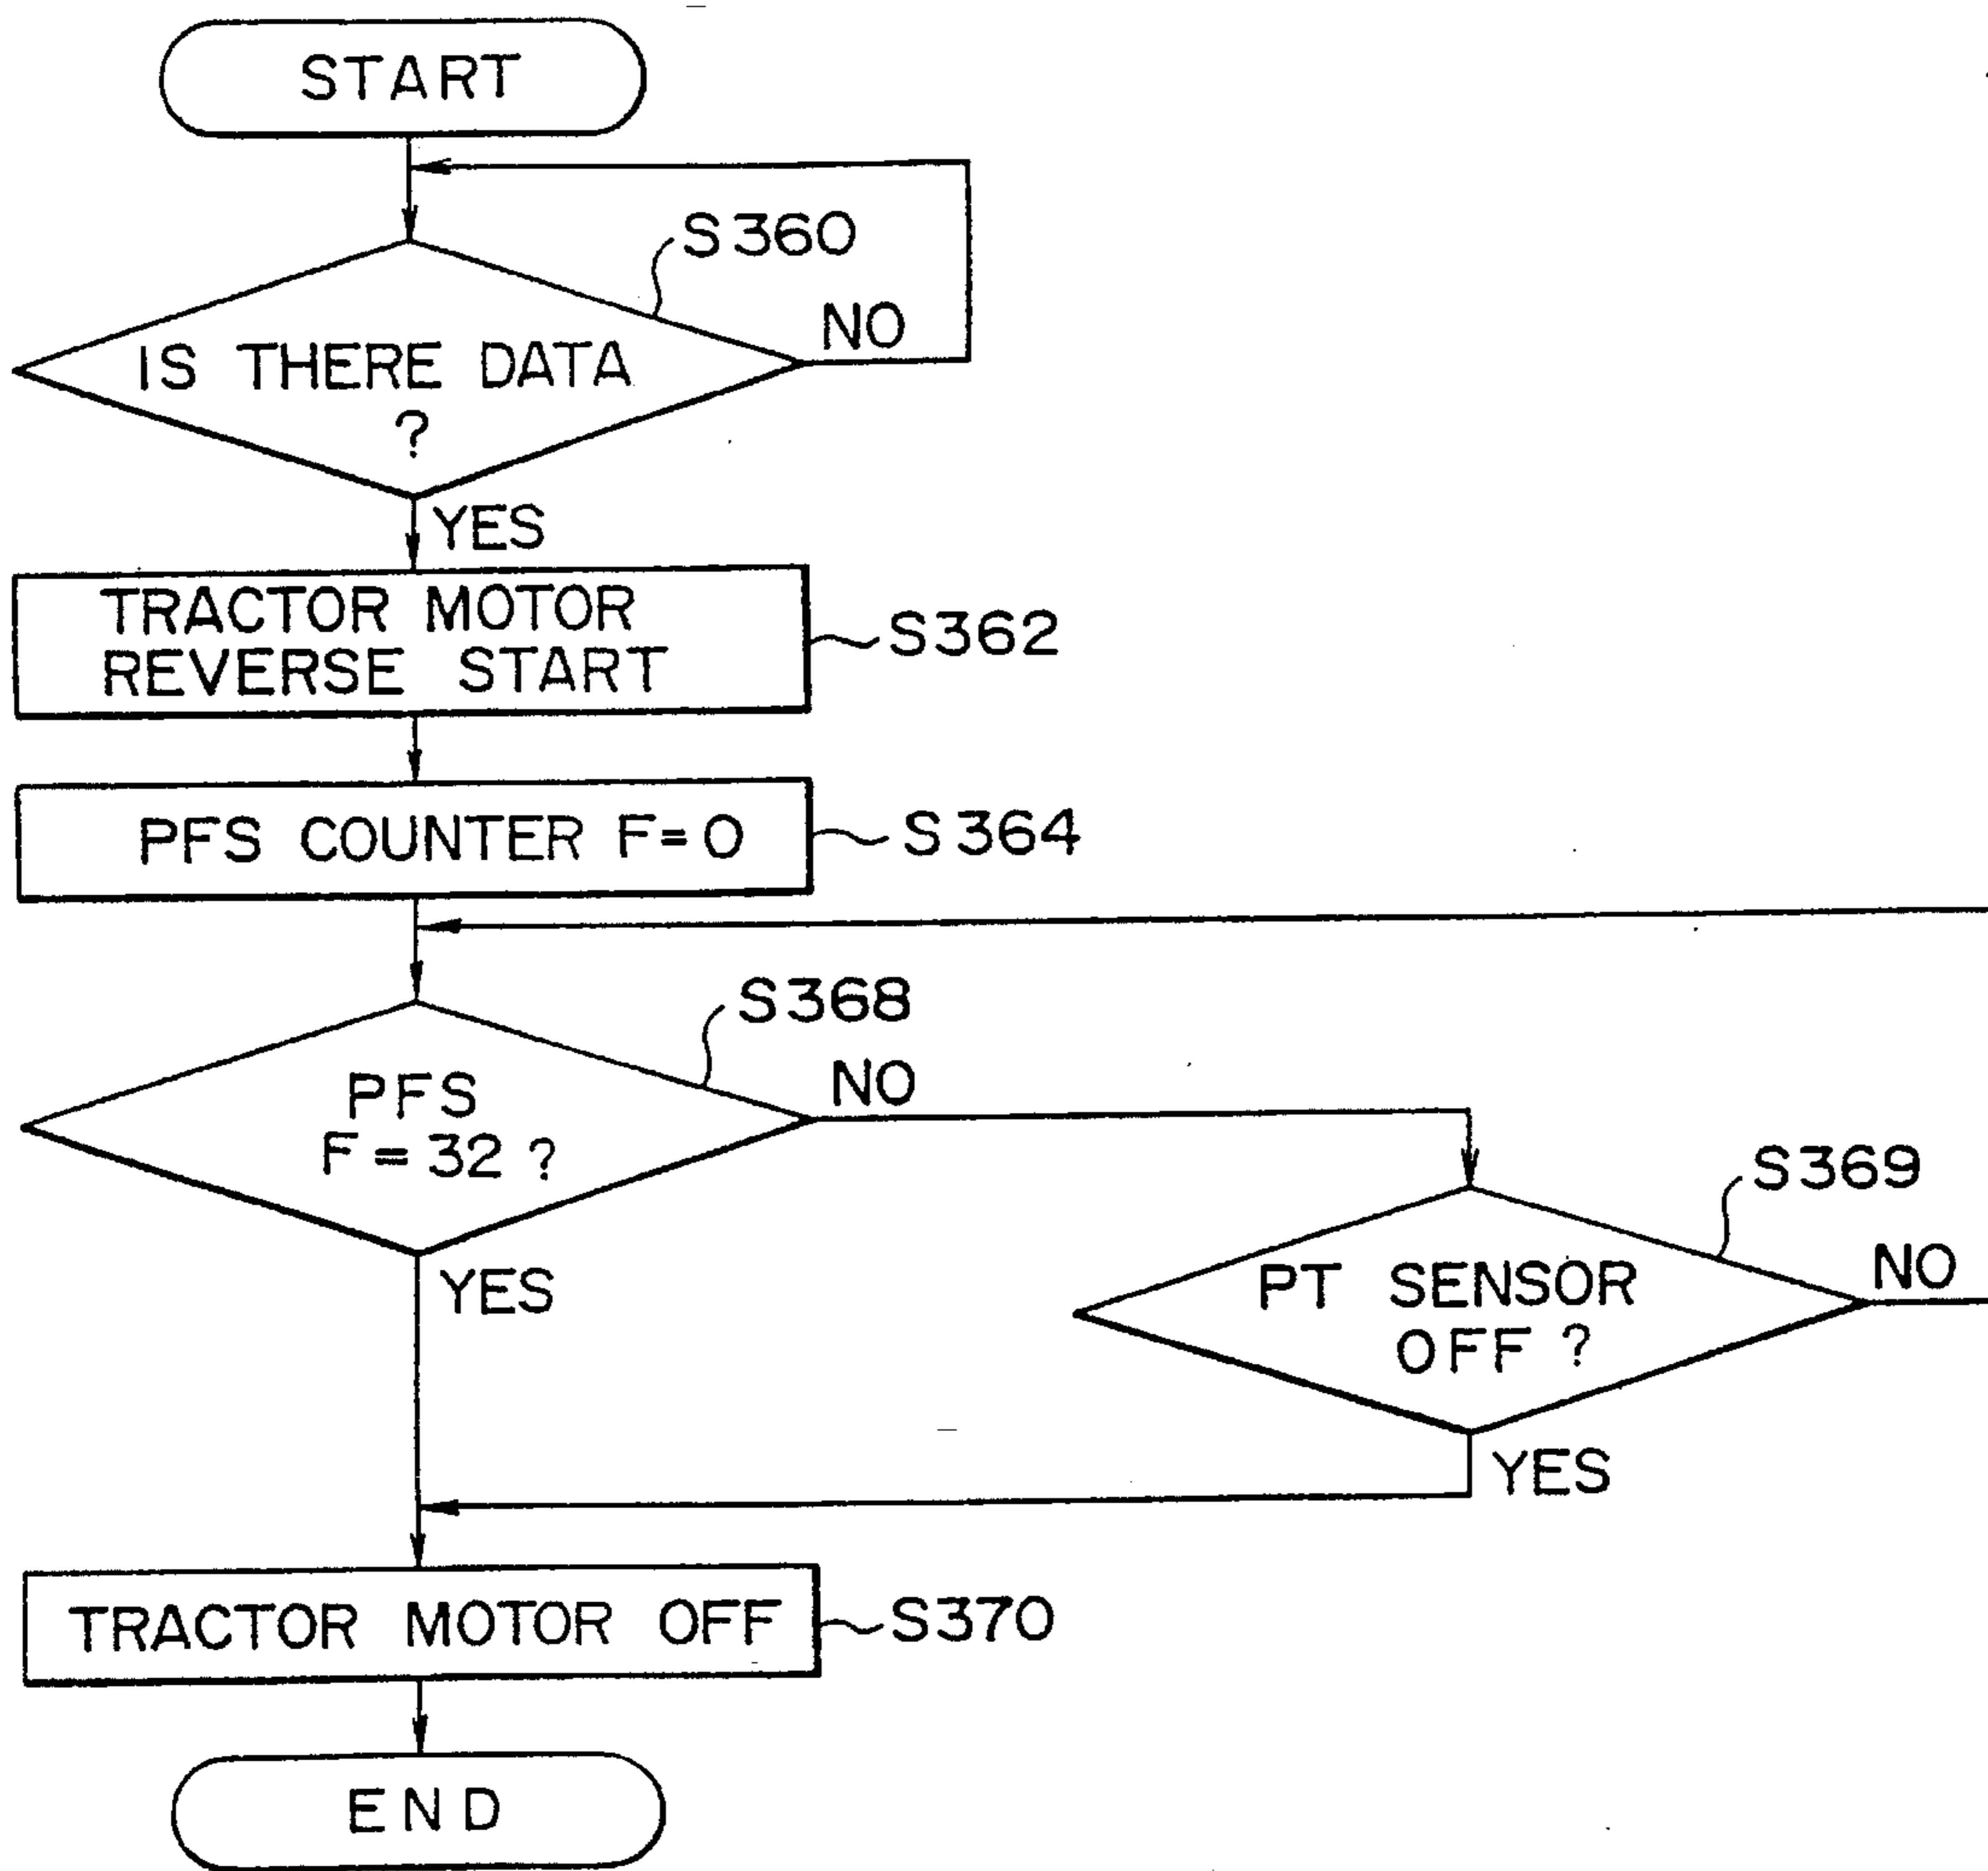 START
S360
NO
IS THERE DATA
?
YES
TRACTOR MOTOR
REVERSE START
S362
PFS COUNTER F=0
S364
S368
NO
PFS
F=32 ?
S369
NO
PT SENSOR
OFF ?
YES
YES
TRACTOR MOTOR OFF
S370
END